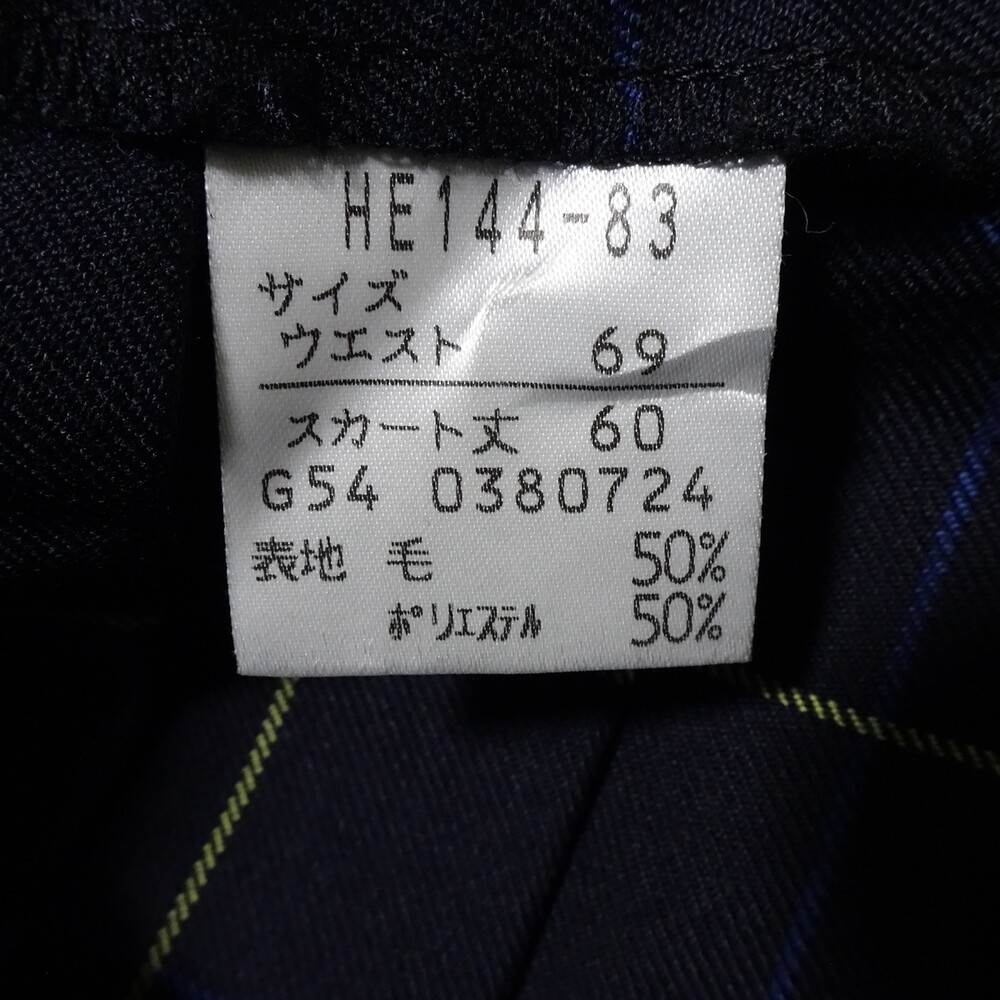 HE144-83
サイズ
ウエスト 69
スカート丈 60
G54 0380724
表地 毛 50%
ポリエステル 50%